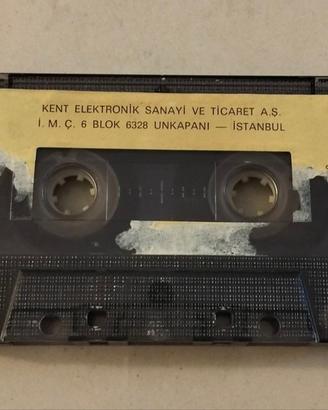 KENT ELEKTRONİK SANAYİ VE TİCARET A.Ş.
İ. M. Ç. 6 BLOK 6328 UNKAPANI — İSTANBUL